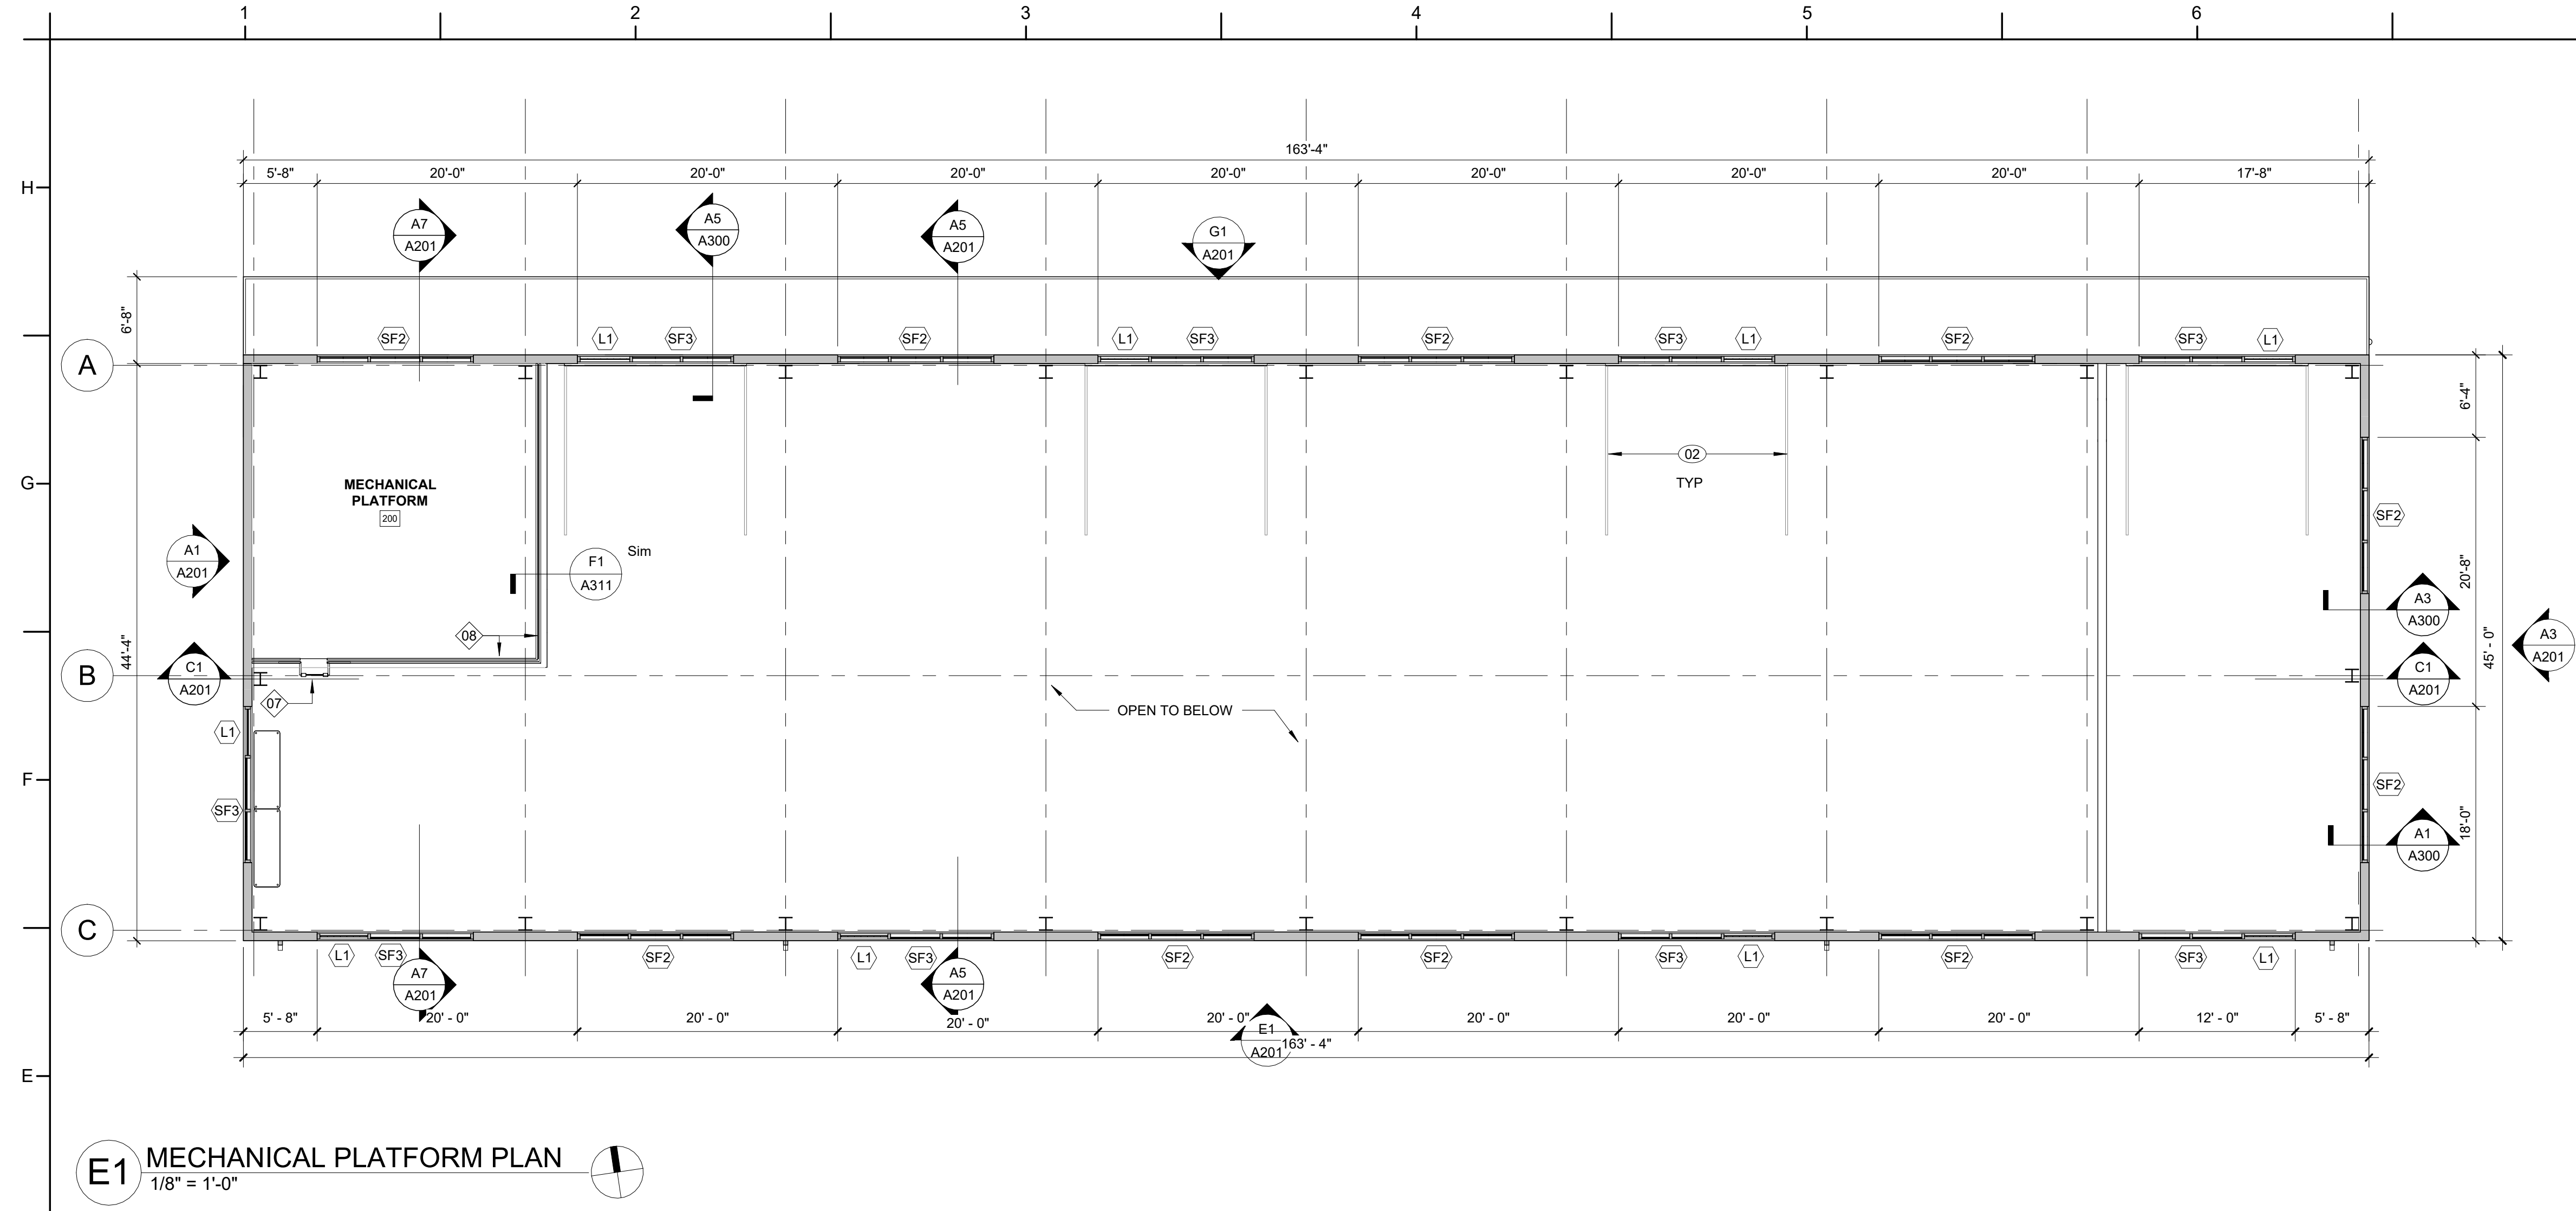 1 2 3 4 5 6
163'-4"
H
5'-8" 20'-0" 20'-0" 20'-0" 20'-0" 20'-0" 20'-0" 20'-0" 17'-8"
A7
A201
A5
A300
A5
A201
G1
A201
6'-8"
SF2 L1 SF3 SF2 L1 SF3 SF2 SF3 L1 SF2 SF3 L1
A
6'-4"
02
TYP
G
MECHANICAL
PLATFORM
200
SF2
A1
A201
Sim
F1
A311
20'-8"
A3
A300
08
44'-4"
45' - 0"
A3
A201
B
C1
A201
C1
A201
07
OPEN TO BELOW
L1
F
SF3
SF2
18'-0"
A1
A300
C
L1 SF3 SF2 L1 SF3 SF2 SF2 SF3 L1 SF2 SF3 L1
A7
A201
A5
A201
5' - 8" 20' - 0" 20' - 0" 20' - 0" 20' - 0" 20' - 0" 20' - 0" 20' - 0" 12' - 0" 5' - 8"
E1
A201
163' - 4"
E
E1
MECHANICAL PLATFORM PLAN
1/8" = 1'-0"